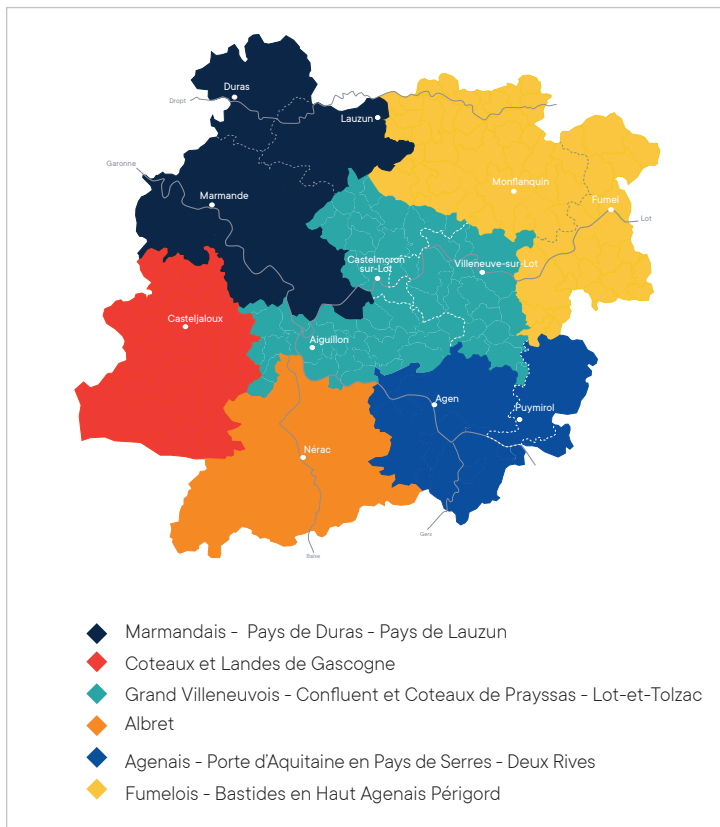 Duras
Dropt
Lauzun
Garonne
Monflanquin
Marmande
Fumel
Lot
Castelmoron
sur-Lot
Villeneuve-sur-Lot
Casteljaloux
Aiguillon
Agen
Puymirol
Nérac
Gers
Baïse
Marmandais - Pays de Duras - Pays de Lauzun
Coteaux et Landes de Gascogne
Grand Villeneuvois - Confluent et Coteaux de Prayssas - Lot-et-Tolzac
Albret
Agenais - Porte d'Aquitaine en Pays de Serres - Deux Rives
Fumelois - Bastides en Haut Agenais Périgord